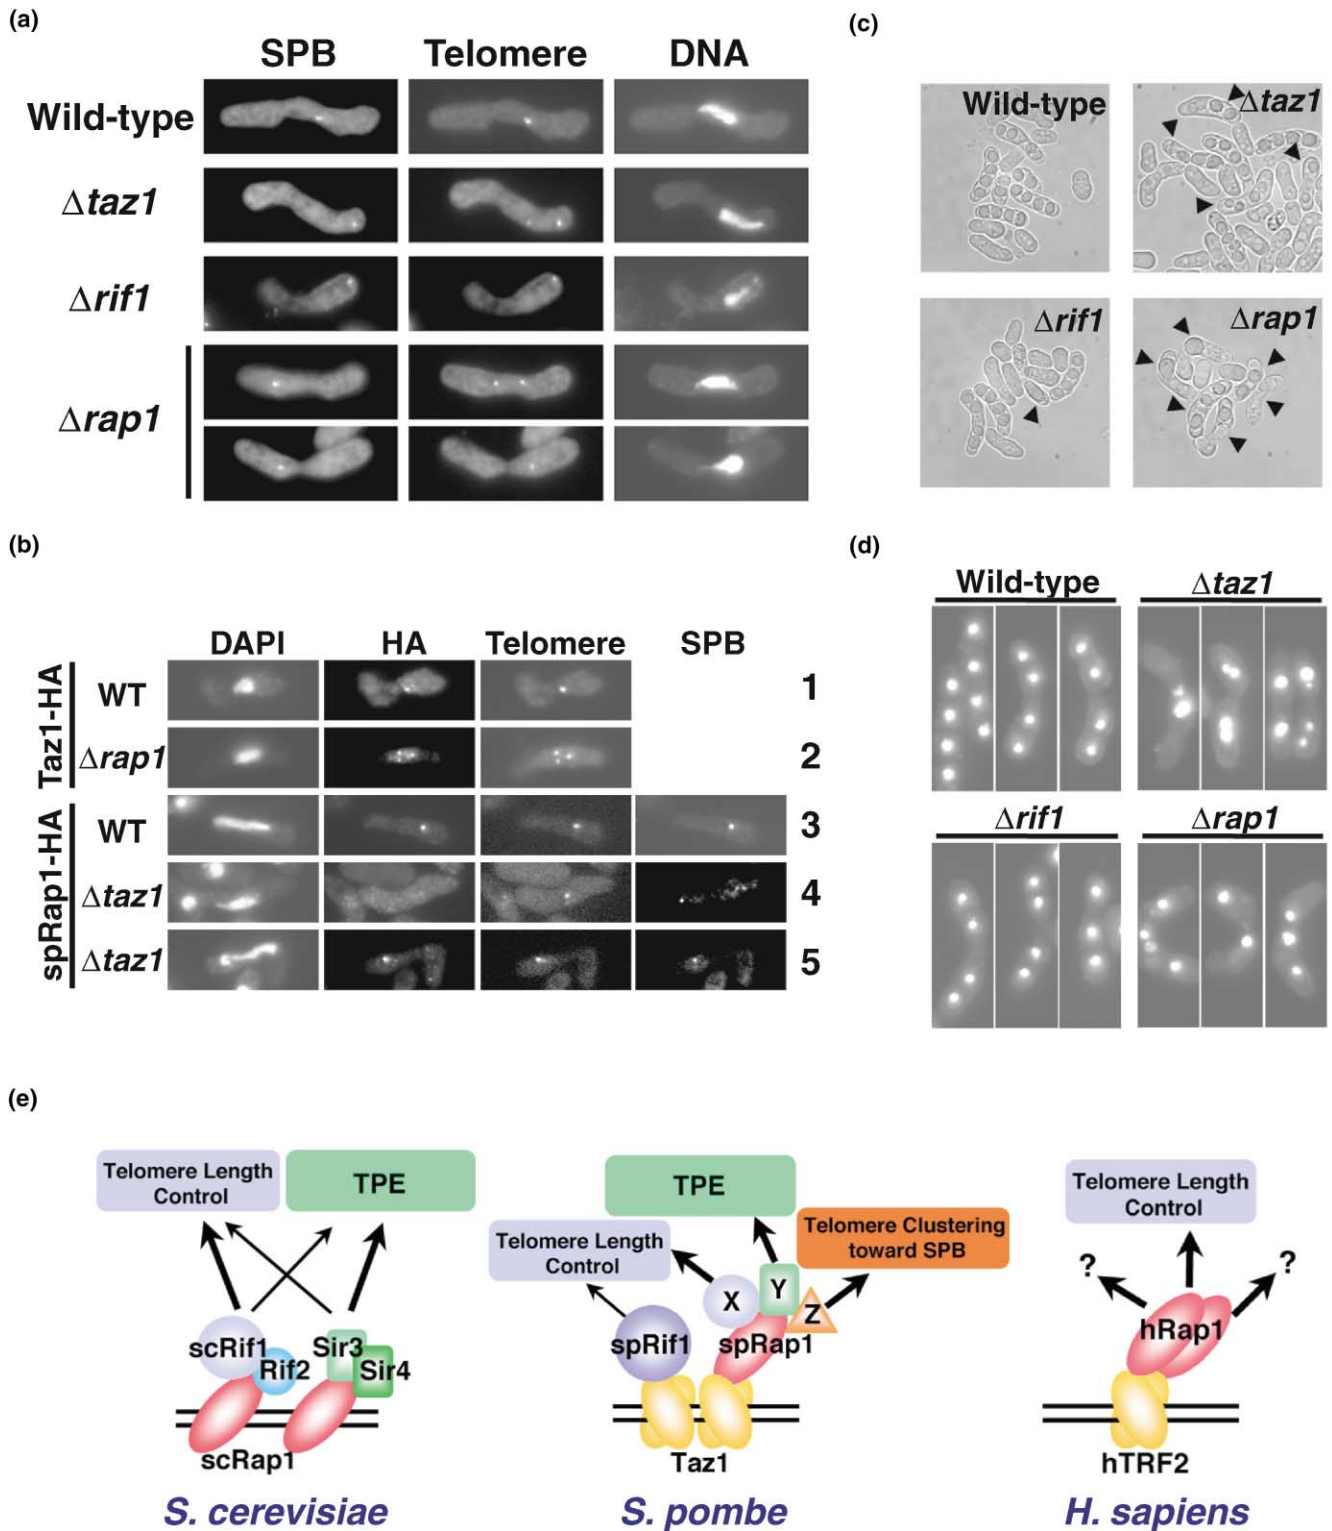 (a)
SPB Telomere DNA
Wild-type
Δtaz1
Δrif1
Δrap1
(c)
Wild-type
Δtaz1
Δrif1
Δrap1
(b)
DAPI HA Telomere SPB
Taz1-HA
WT 1
Δrap1 2
spRap1-HA
WT 3
Δtaz1 4
Δtaz1 5
(d)
Wild-type Δtaz1
Δrif1 Δrap1
(e)
Telomere Length
Control
TPE
scRif1
Rif2
Sir3
Sir4
scRap1
S. cerevisiae
TPE
Telomere Length
Control
Telomere Clustering
toward SPB
X
Y
Z
spRif1
spRap1
Taz1
S. pombe
Telomere Length
Control
?
?
hRap1
hTRF2
H. sapiens